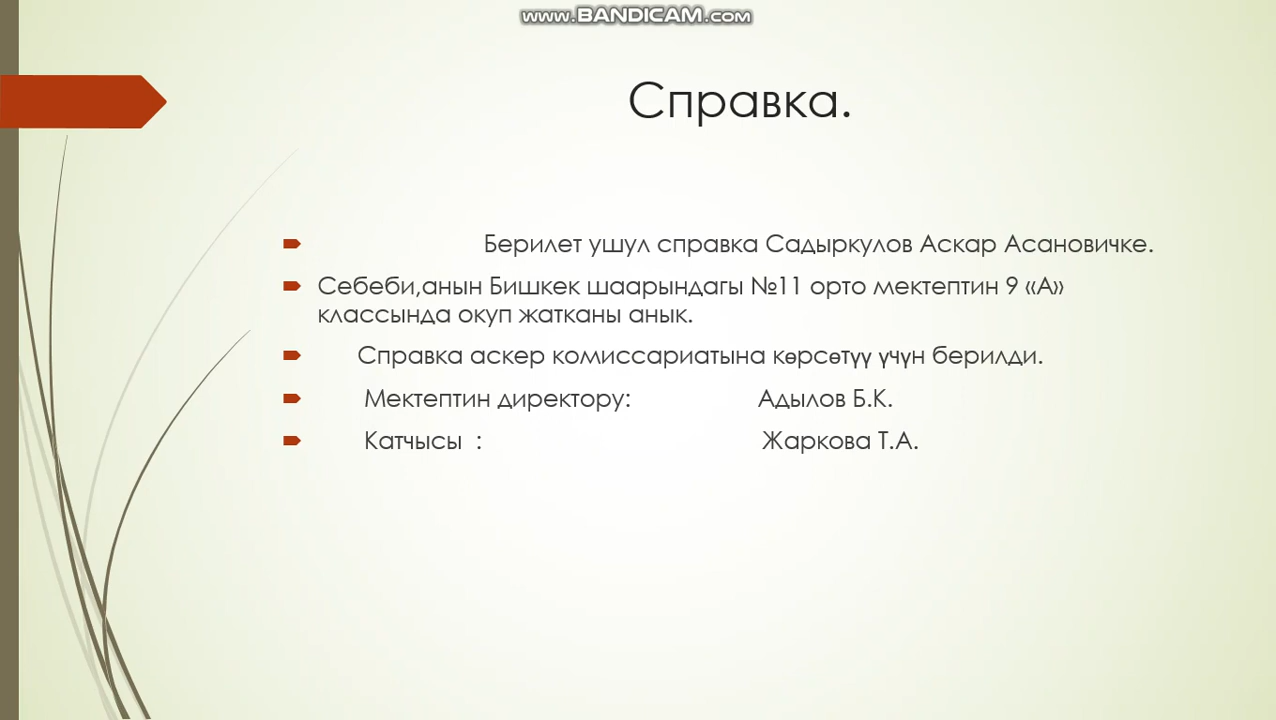 www.BANDICAM.com
Справка.
Берилет ушул справка Садыркулов Аскар Асановичке.
Себеби,анын Бишкек шаарындагы №11 орто мектептин 9 «А»
классында окуп жатканы анык.
Справка аскер комиссариатына көрсөтүү үчүн берилди.
Мектептин директору: Адылов Б.К.
Катчысы : Жаркова Т.А.